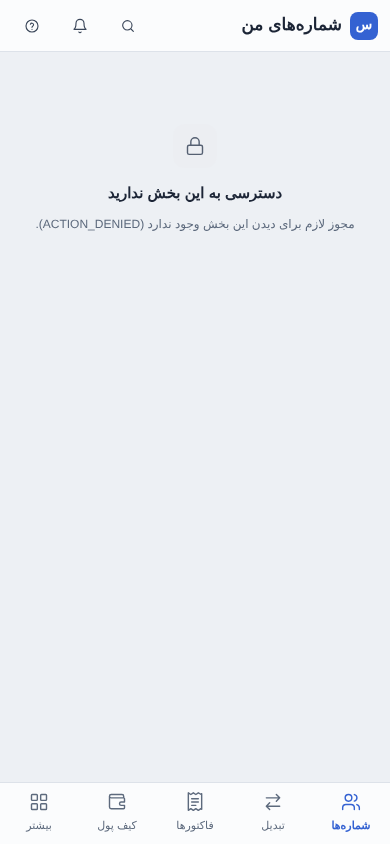 س
شماره‌های من
دسترسی به این بخش ندارید
مجوز لازم برای دیدن این بخش وجود ندارد (ACTION_DENIED).
شماره‌ها
تبدیل
فاکتورها
کیف پول
بیشتر